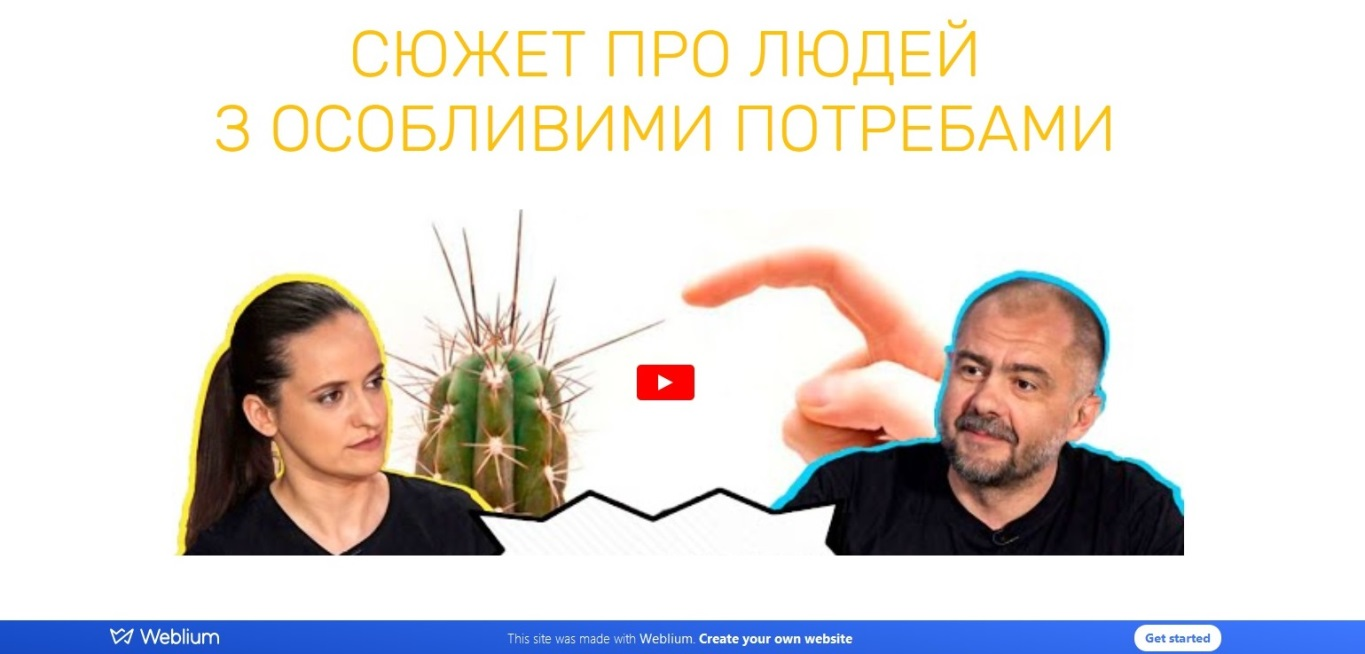 СЮЖЕТ ПРО ЛЮДЕЙ
З ОСОБЛИВИМИ ПОТРЕБАМИ
Weblium
This site was made with Weblium. Create your own website
Get started